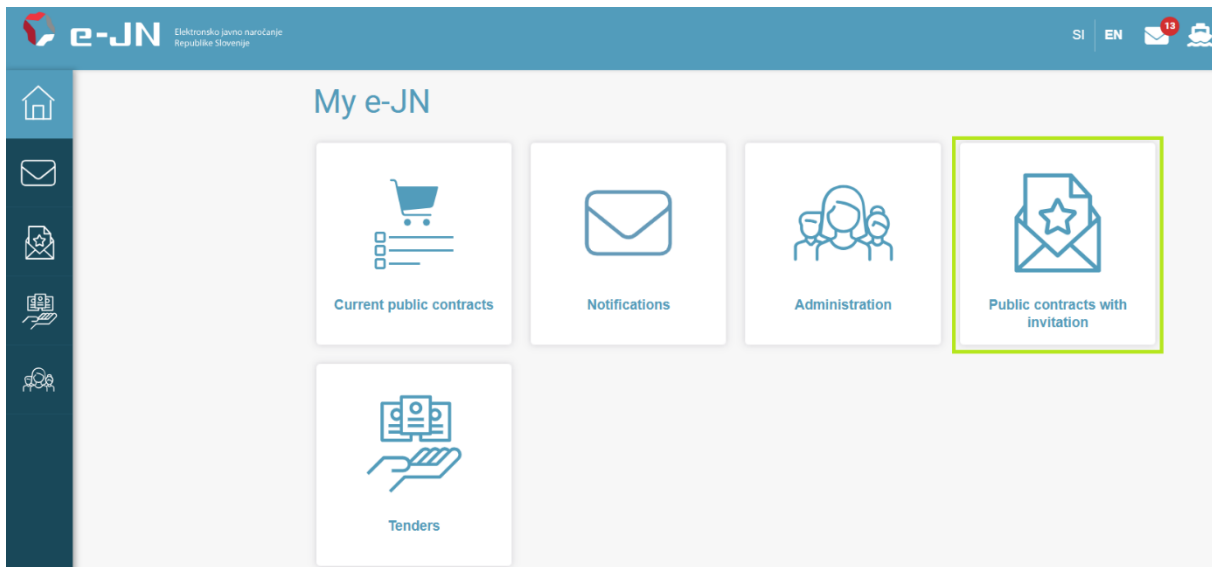 e-JN
Elektronsko javno naročanje
Republike Slovenije
SI
EN
13
My e-JN
Current public contracts
Notifications
Administration
Public contracts with
invitation
Tenders